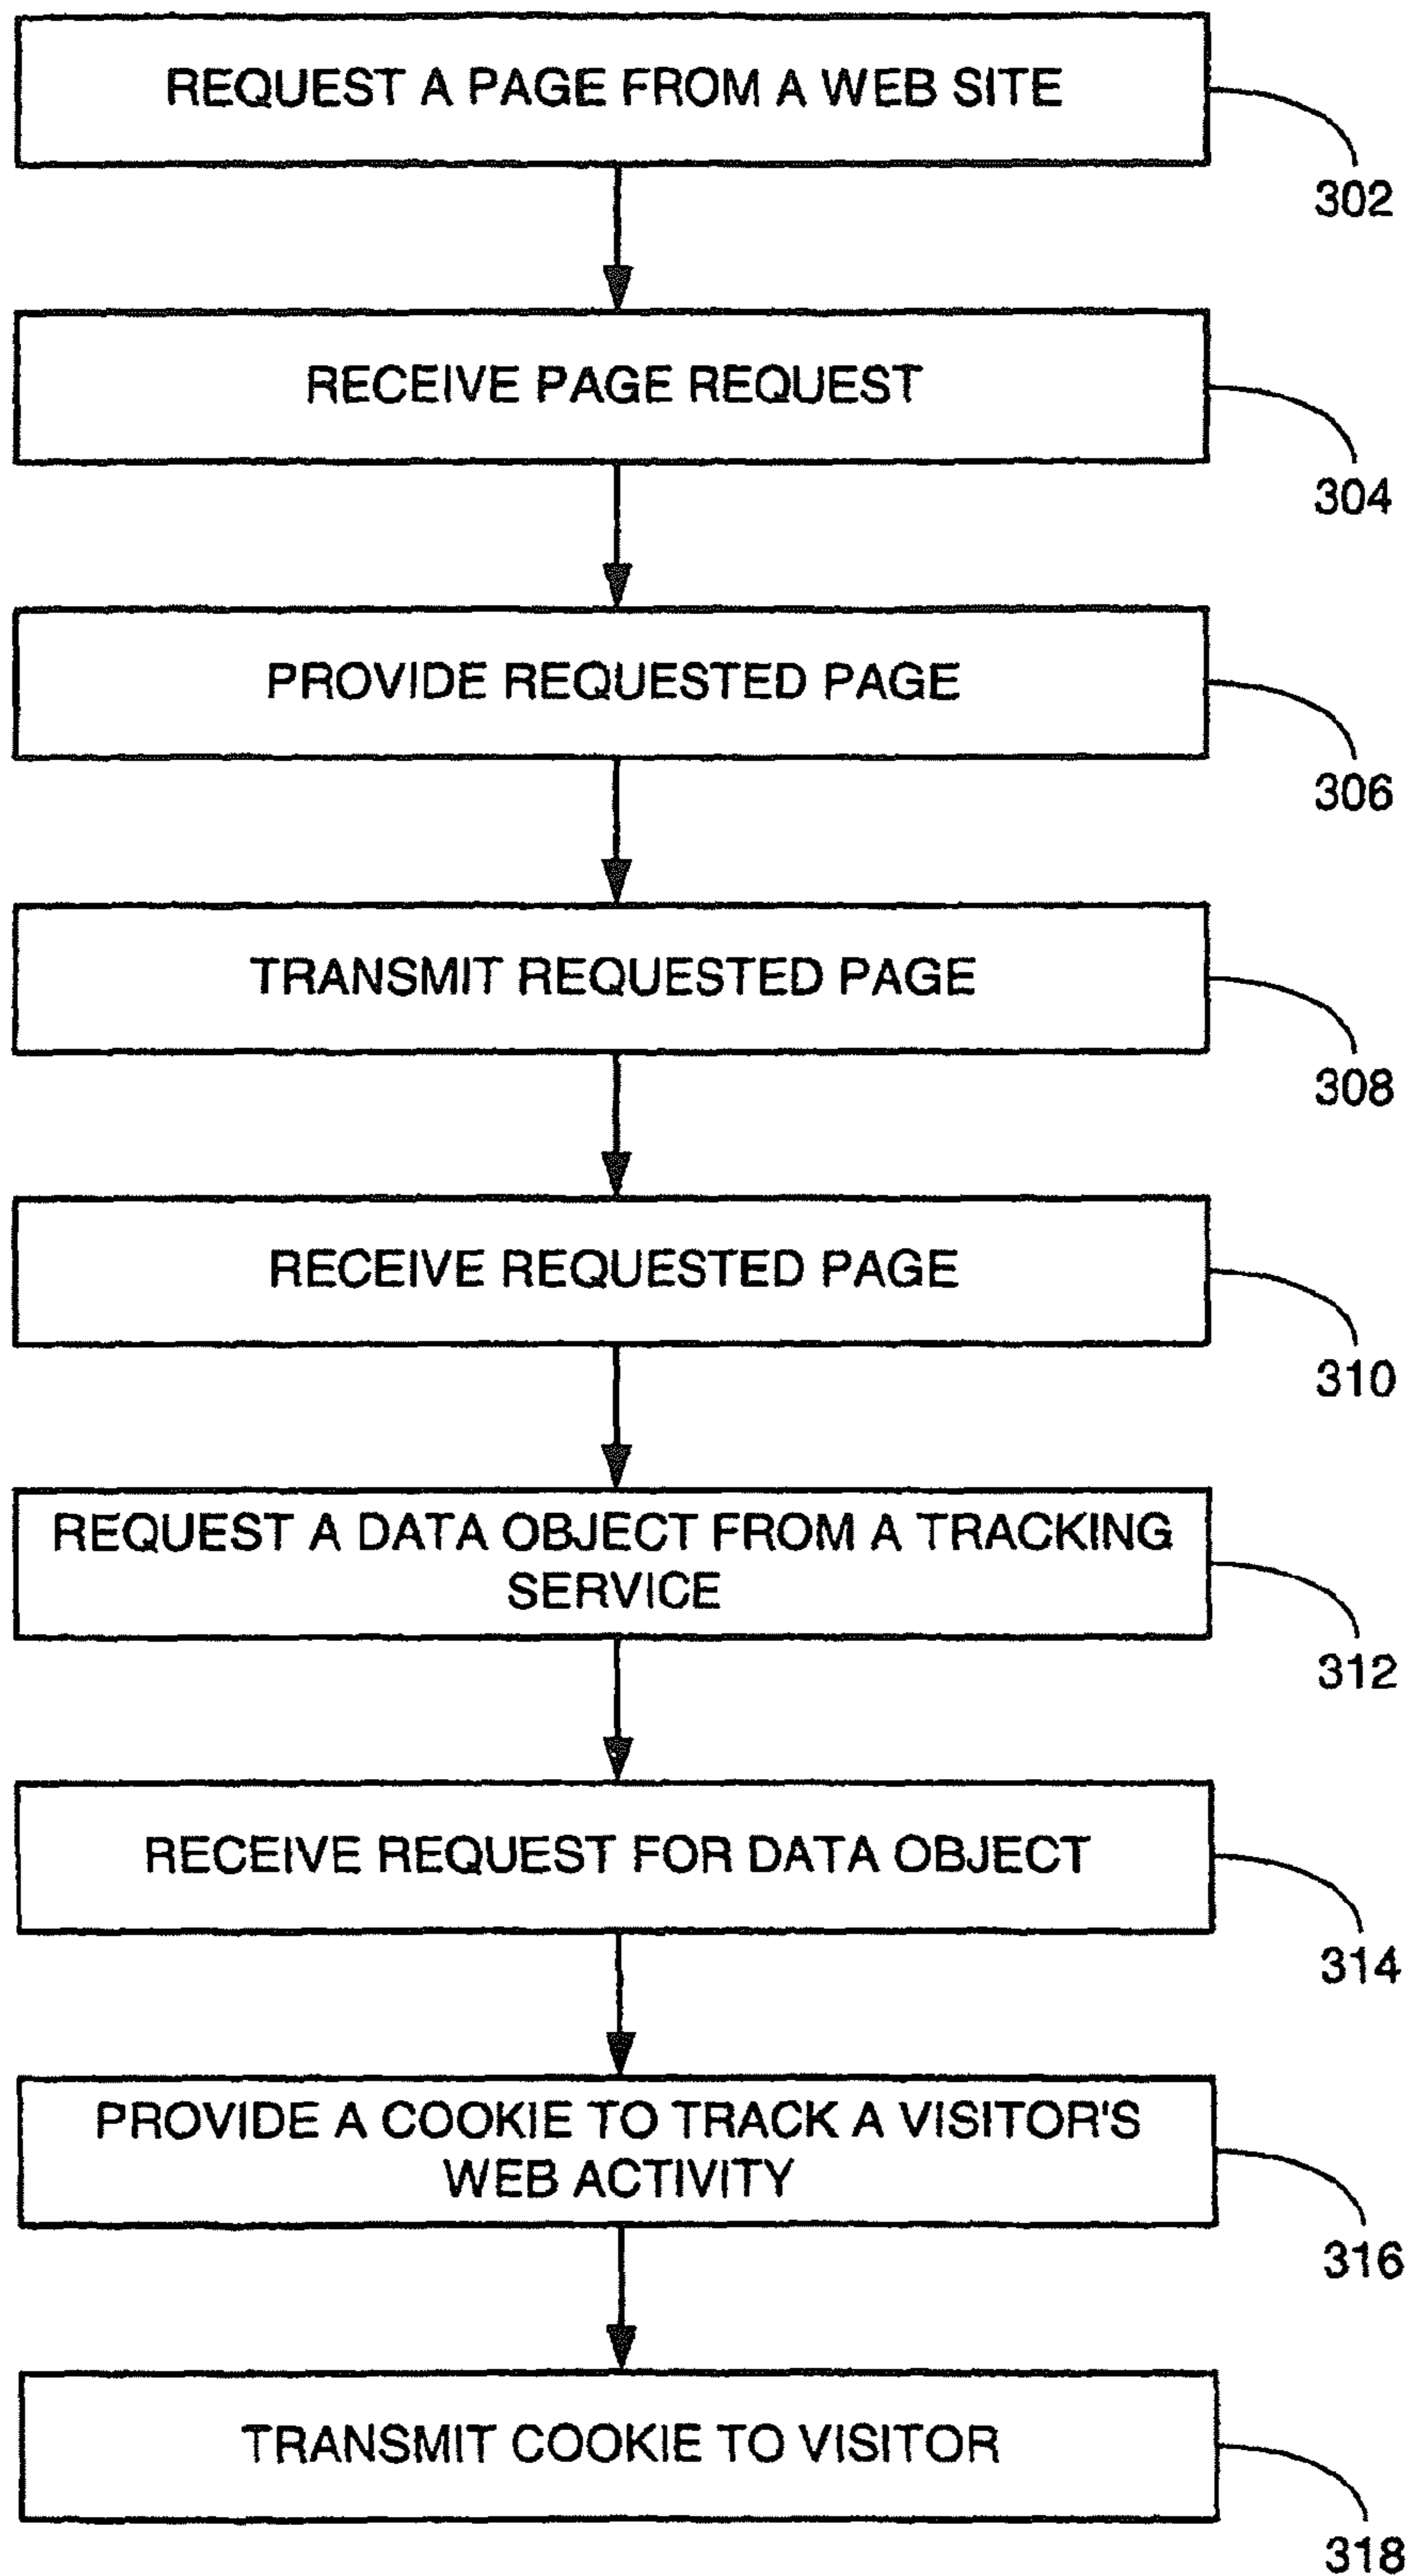 REQUEST A PAGE FROM A WEB SITE
302
RECEIVE PAGE REQUEST
304
PROVIDE REQUESTED PAGE
306
TRANSMIT REQUESTED PAGE
308
RECEIVE REQUESTED PAGE
310
REQUEST A DATA OBJECT FROM A TRACKING
SERVICE
312
RECEIVE REQUEST FOR DATA OBJECT
314
PROVIDE A COOKIE TO TRACK A VISITOR'S
WEB ACTIVITY
316
TRANSMIT COOKIE TO VISITOR
318